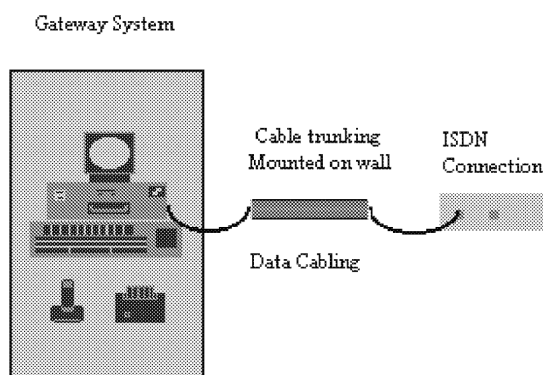 Gateway System
Cable trunking
Mounted on wall
ISDN
Connection
Data Cabling